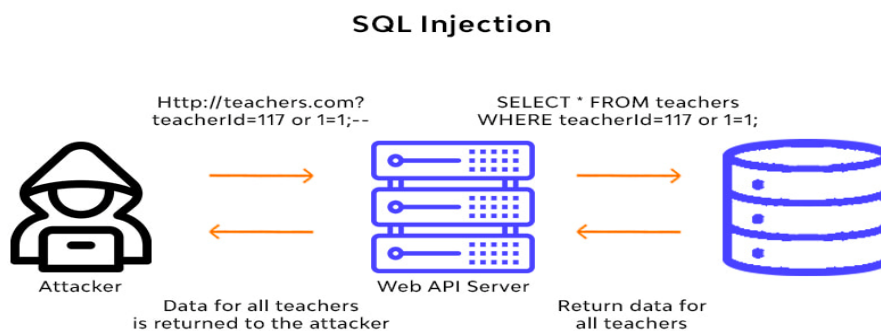 SQL Injection
Http://teachers.com?
teacherId=117 or 1=1;--
SELECT * FROM teachers
WHERE teacherId=117 or 1=1;
Attacker
Web API Server
Data for all teachers
is returned to the attacker
Return data for
all teachers